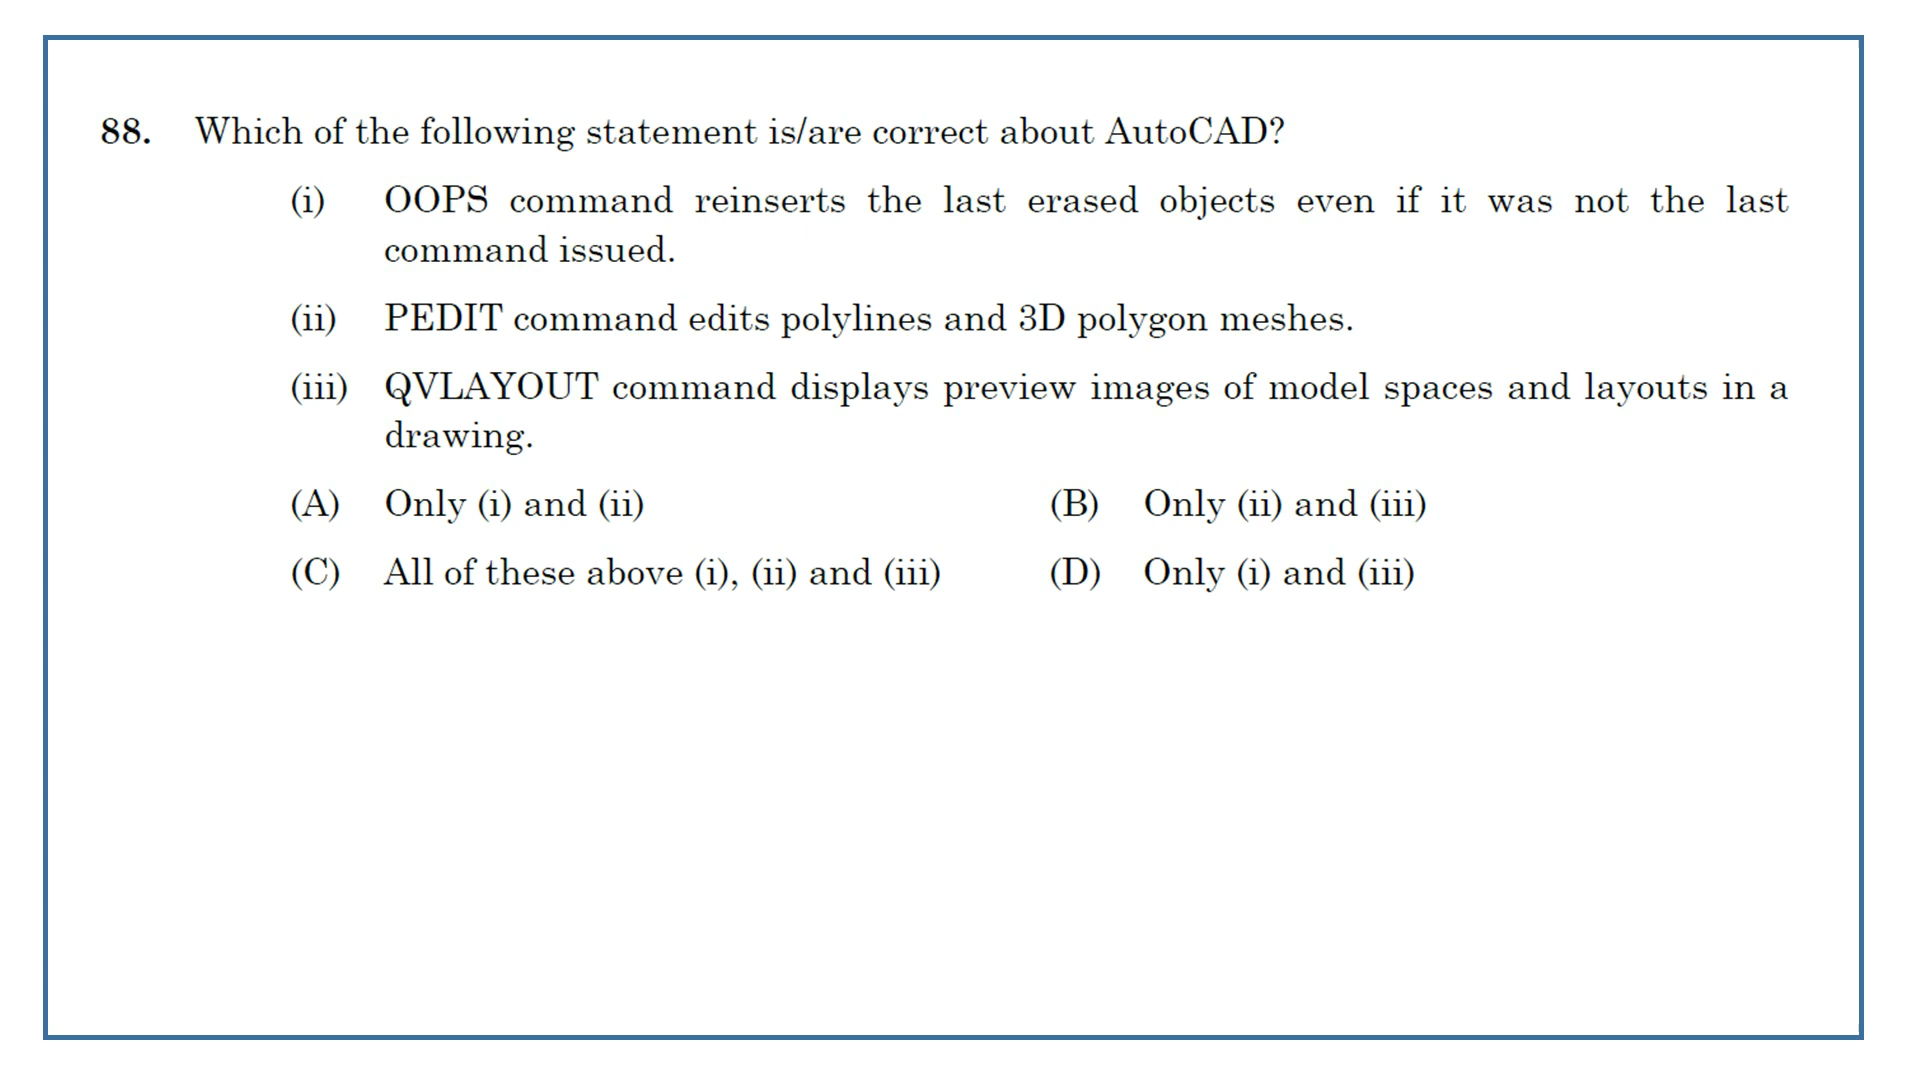 88. Which of the following statement is/are correct about AutoCAD?
(i) OOPS command reinserts the last erased objects even if it was not the last
command issued.
(ii) PEDIT command edits polylines and 3D polygon meshes.
(iii) QVLAYOUT command displays preview images of model spaces and layouts in a
drawing.
(A) Only (i) and (ii) (B) Only (ii) and (iii)
(C) All of these above (i), (ii) and (iii) (D) Only (i) and (iii)